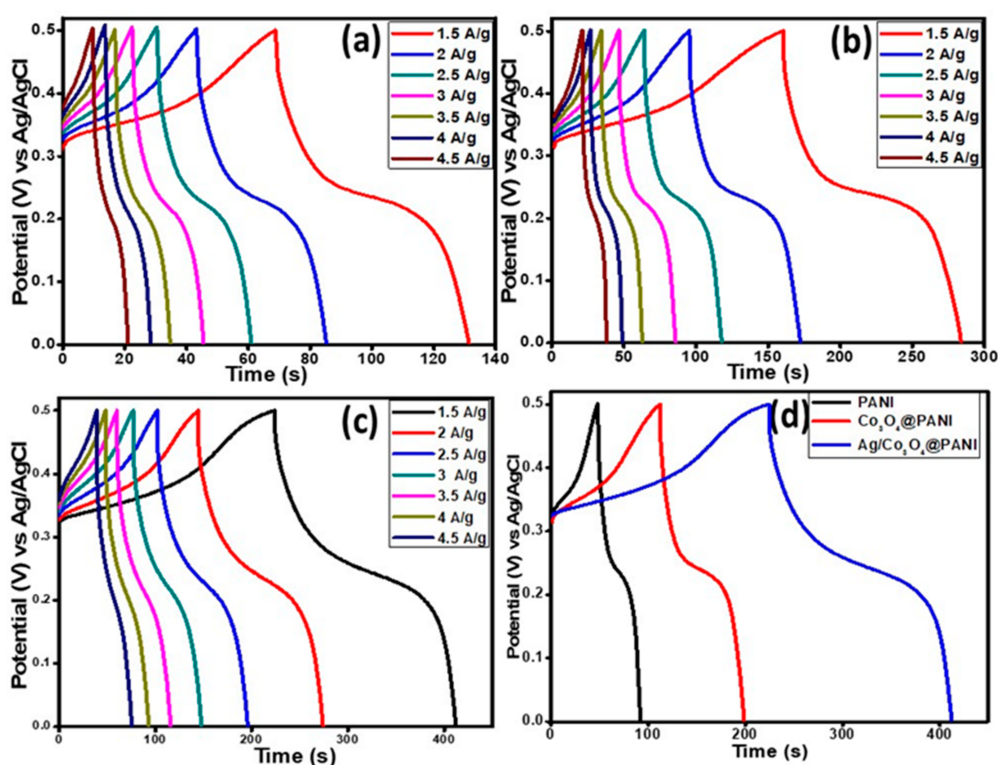 (a)
1.5 A/g
2 A/g
2.5 A/g
3 A/g
3.5 A/g
4 A/g
4.5 A/g
Potential (V) vs Ag/AgCl
0.5
0.4
0.3
0.2
0.1
0.0
0 20 40 60 80 100 120 140
Time (s)
(b)
1.5 A/g
2 A/g
2.5 A/g
3 A/g
3.5 A/g
4 A/g
4.5 A/g
Potential (V) vs Ag/AgCl
0.5
0.4
0.3
0.2
0.1
0.0
0 50 100 150 200 250 300
Time (s)
(c)
1.5 A/g
2 A/g
2.5 A/g
3 A/g
3.5 A/g
4 A/g
4.5 A/g
Potential (V) vs Ag/AgCl
0.5
0.4
0.3
0.2
0.1
0.0
0 100 200 300 400
Time (s)
(d)
PANI
Co₃O₄@PANI
Ag/Co₃O₄@PANI
Potential (V) vs Ag/AgCl
0.5
0.4
0.3
0.2
0.1
0.0
0 100 200 300 400
Time (s)